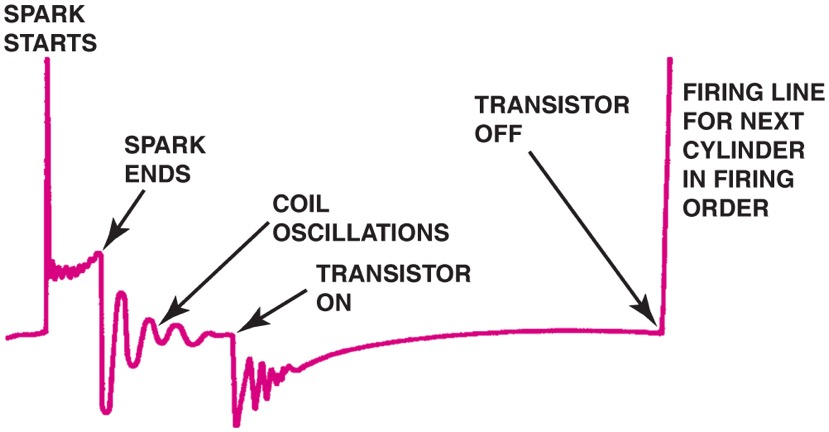 SPARK
STARTS
SPARK
ENDS
COIL
OSCILLATIONS
TRANSISTOR
ON
TRANSISTOR
OFF
FIRING LINE
FOR NEXT
CYLINDER
IN FIRING
ORDER